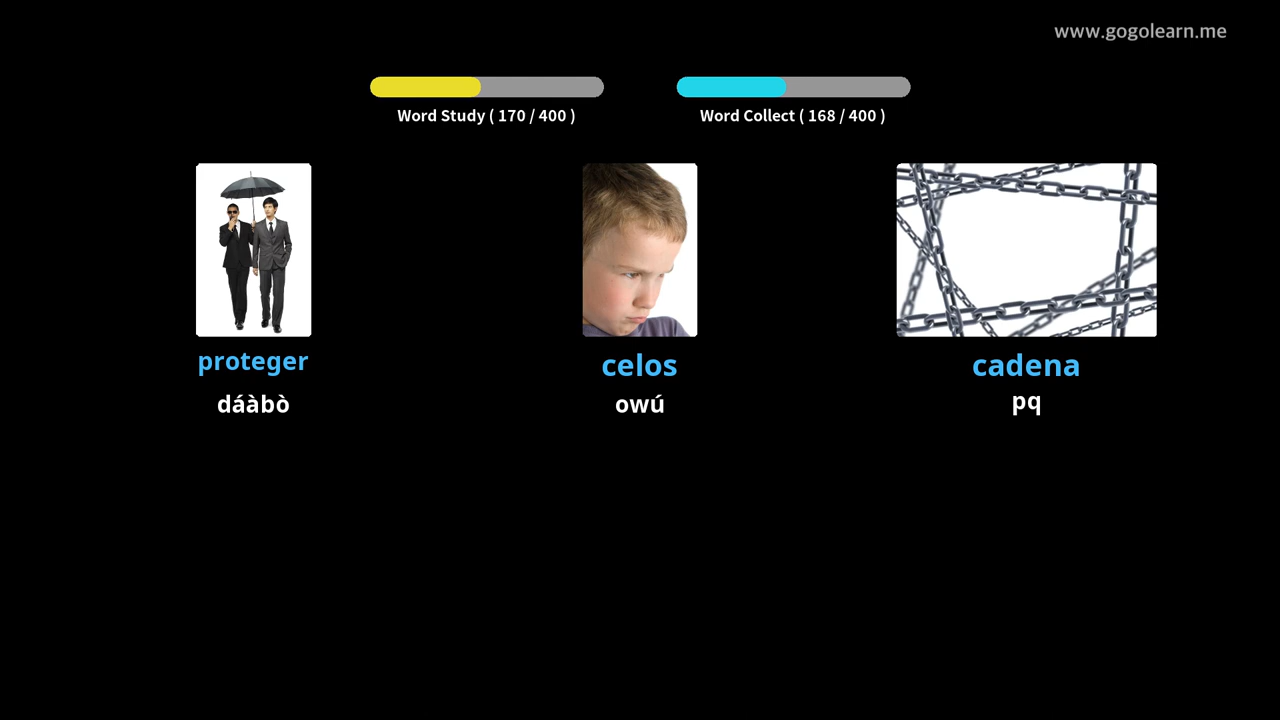 www.gogolearn.me
Word Study ( 170 / 400 )
Word Collect ( 168 / 400 )
proteger
celos
cadena
dáàbò
owú
pq